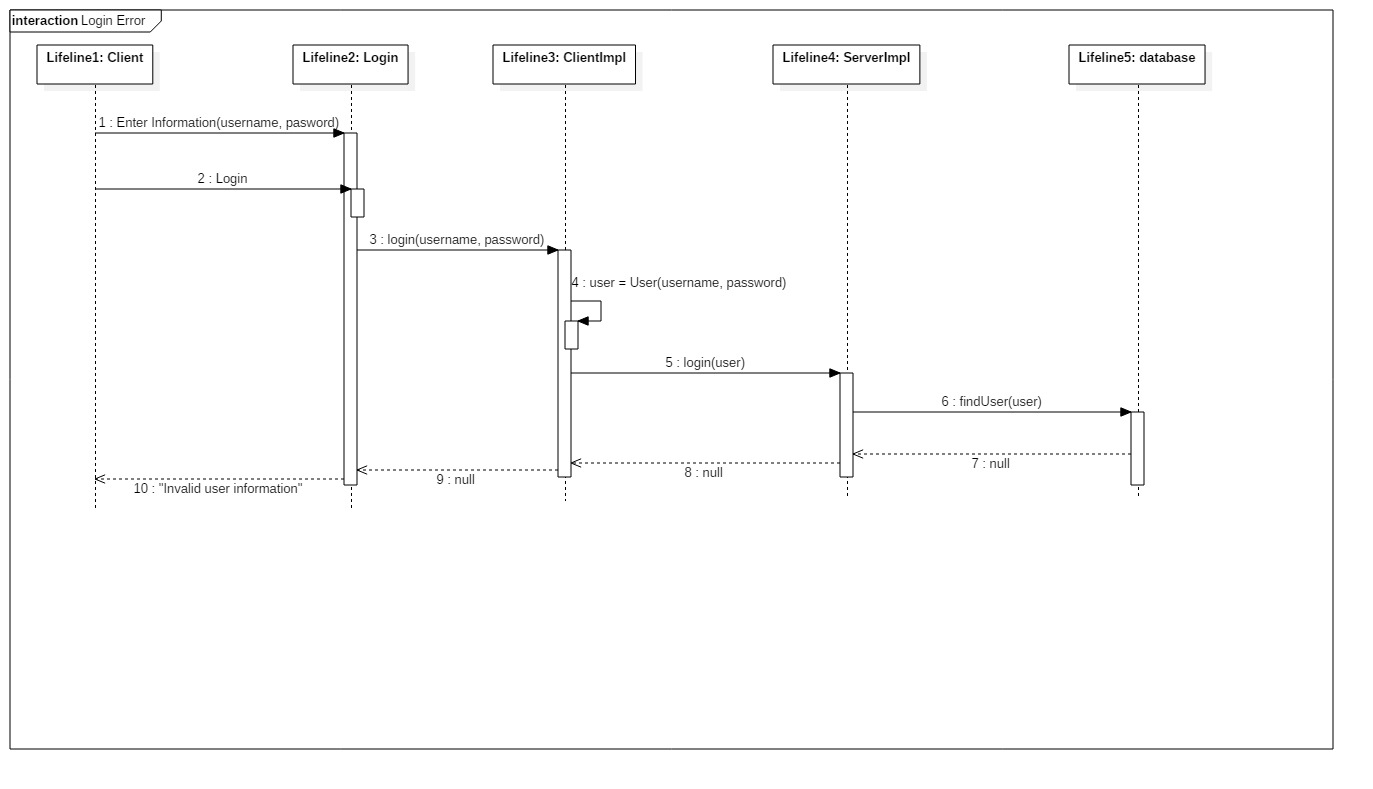 interaction Login Error
Lifeline1: Client
Lifeline2: Login
Lifeline3: ClientImpl
Lifeline4: ServerImpl
Lifeline5: database
1 : Enter Information(username, pasword)
2 : Login
3 : login(username, password)
4 : user = User(username, password)
5 : login(user)
6 : findUser(user)
7 : null
8 : null
9 : null
10 : "Invalid user information"